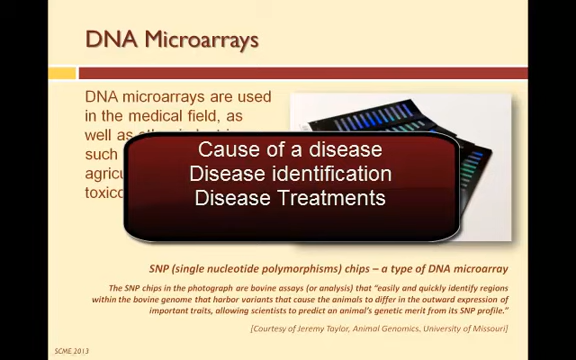 DNA Microarrays
DNA microarrays are used
in the medical field, as
well as
such
Cause of a disease
Disease identification
Disease Treatments
SNP (single nucleotide polymorphisms) chips – a type of DNA microarray
The SNP chips in the photograph are bovine assays (or analysis) that "easily and quickly identify regions
within the bovine genome that harbor variants that cause the animals to differ in the outward expression of
important traits, allowing scientists to predict an animal's genetic merit from its SNP profile."
[Courtesy of Jeremy Taylor, Animal Genomics, University of Missouri]
SCME 2013